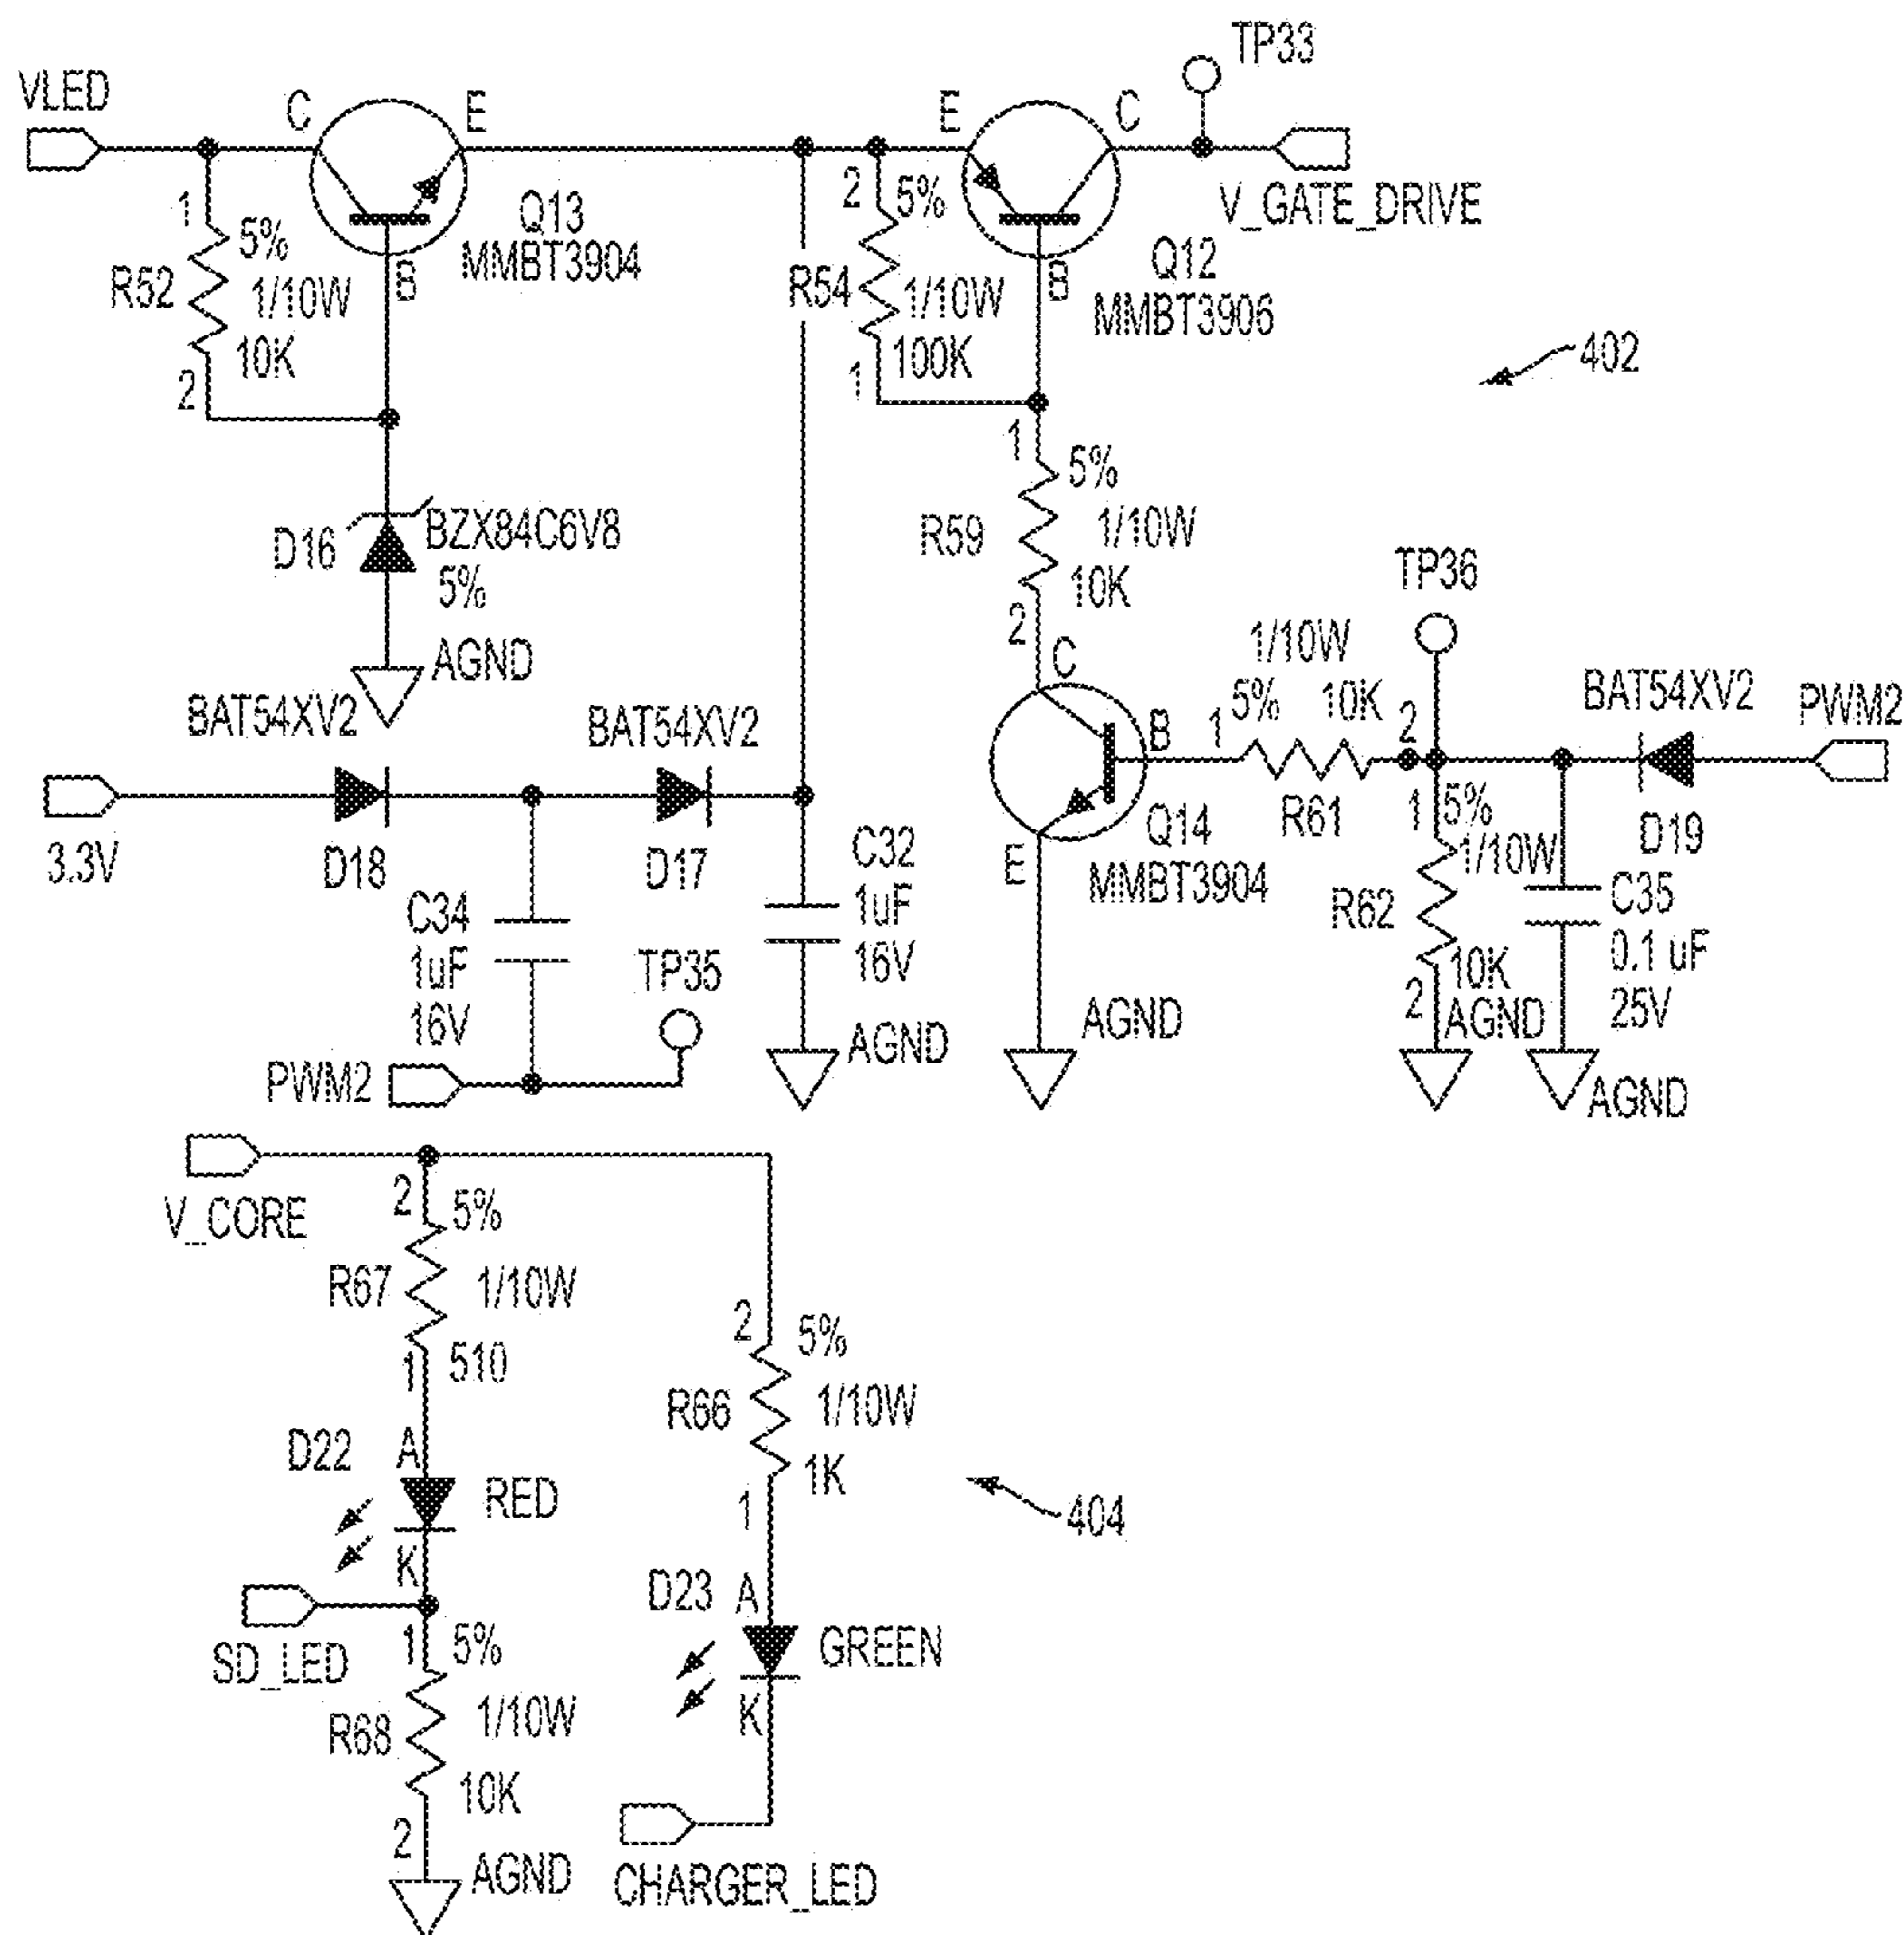 TP33
VLED
C
E
E
C
1
5%
R52
1/10W
10K
2
B
Q13
MMBT3904
2
5%
R54
1/10W
100K
1
B
V_GATE_DRIVE
Q12
MMBT3906
402
1
5%
R59
1/10W
10K
2
D16
BZX84C6V8
5%
AGND
TP36
BAT54XV2
BAT54XV2
C
1/10W
5%
10K
B
1
2
BAT54XV2
PWM2
3.3V
D18
D17
C32
1uF
16V
E
Q14
MMBT3904
R61
1
5%
1/10W
D19
C34
1uF
16V
TP35
R62
10K
2
C35
0.1 uF
25V
AGND
AGND
AGND
AGND
PWM2
V_CORE
2
5%
R67
1/10W
1
510
2
5%
R66
1/10W
1K
1
D22
A
RED
K
404
SD_LED
D23
A
GREEN
K
1
5%
R68
1/10W
10K
2
AGND
CHARGER_LED